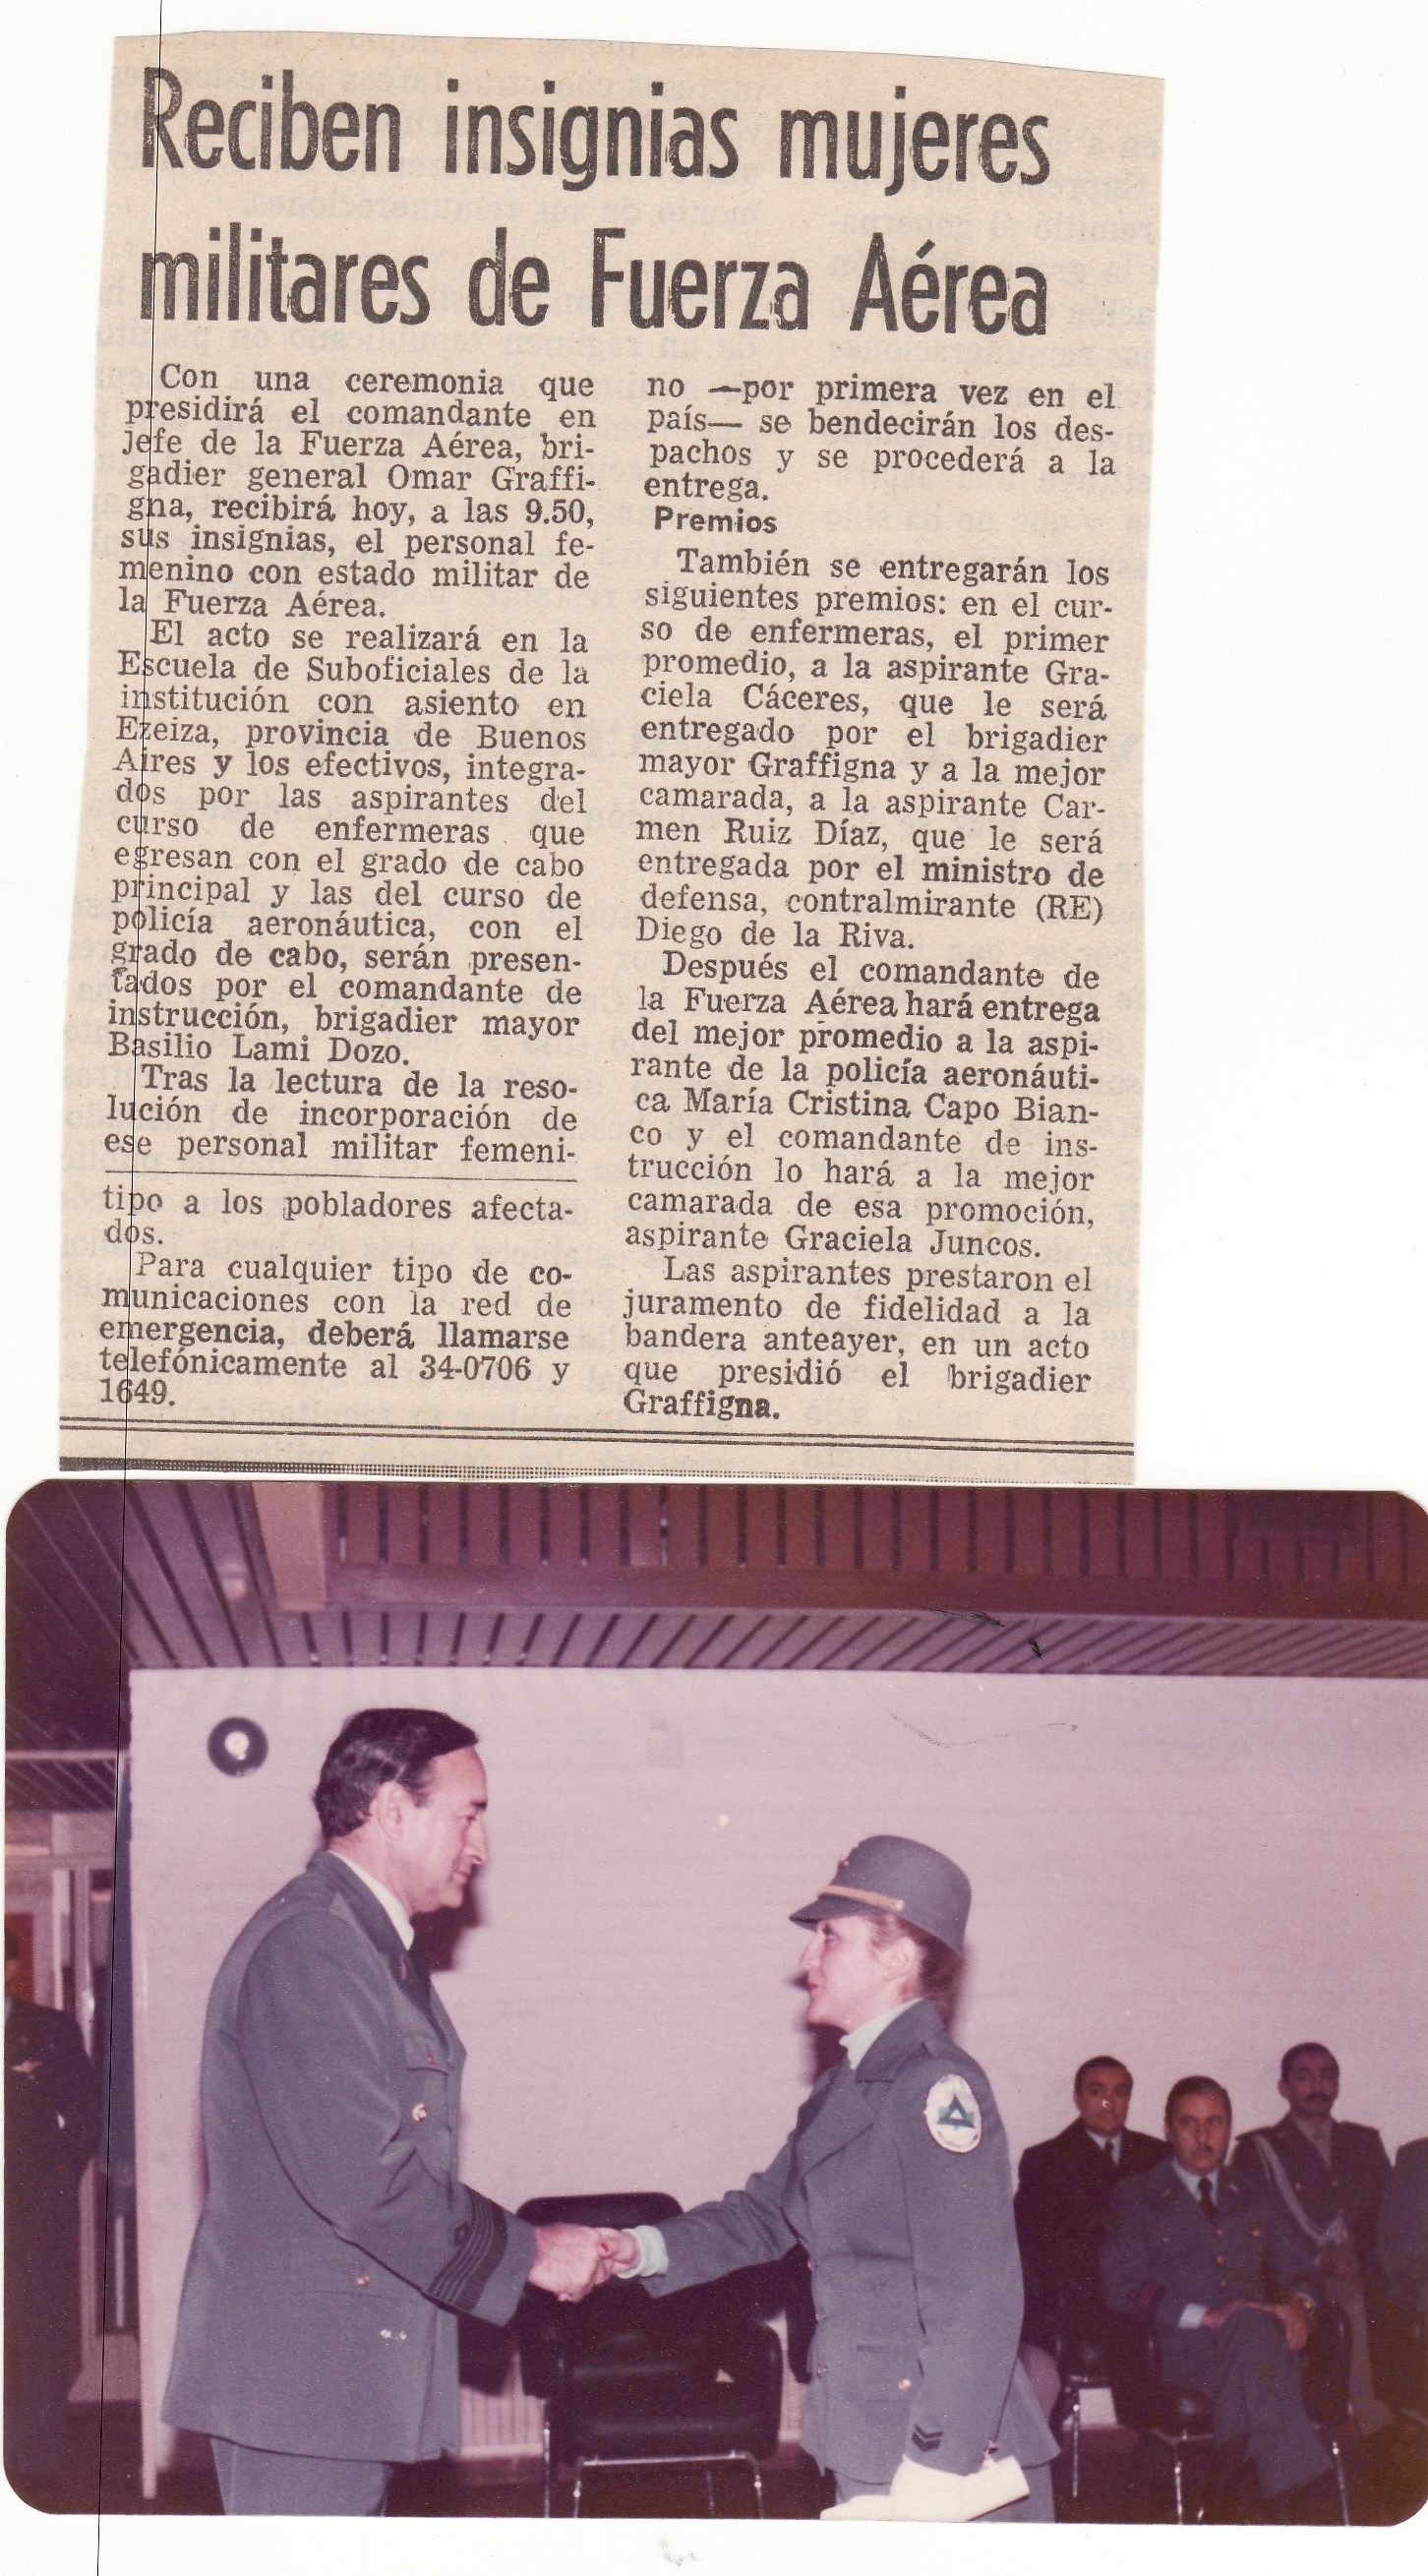 Reciben insignias mujeres
militares de Fuerza Aérea
Con una ceremonia que
presidirá el comandante en
jefe de la Fuerza Aérea, bri-
gadier general Omar Graffi-
gna, recibirá hoy, a las 9.50,
sus insignias, el personal fe-
menino con estado militar de
la Fuerza Aérea.
El acto se realizará en la
Escuela de Suboficiales de la
institución con asiento en
Ezeiza, provincia de Buenos
Aires y los efectivos, integra-
dos por las aspirantes del
curso de enfermeras que
egresan con el grado de cabo
principal y las del curso de
policía aeronáutica, con el
grado de cabo, serán presen-
tados por el comandante de
instrucción, brigadier mayor
Basilio Lami Dozo.
Tras la lectura de la reso-
lución de incorporación de
ese personal militar femeni-
tipo a los pobladores afecta-
dos.
Para cualquier tipo de co-
municaciones con la red de
emergencia, deberá llamarse
telefónicamente al 34-0706 y
1649.
no —por primera vez en el
país— se bendecirán los des-
pachos y se procederá a la
entrega.
Premios
También se entregarán los
siguientes premios: en el cur-
so de enfermeras, el primer
promedio, a la aspirante Gra-
ciela Cáceres, que le será
entregado por el brigadier
mayor Graffigna y a la mejor
camarada, a la aspirante Car-
men Ruiz Díaz, que le será
entregada por el ministro de
defensa, contralmirante (RE)
Diego de la Riva.
Después el comandante de
la Fuerza Aérea hará entrega
del mejor promedio a la aspi-
rante de la policía aeronáuti-
ca María Cristina Capo Bian-
co y el comandante de ins-
trucción lo hará a la mejor
camarada de esa promoción,
aspirante Graciela Juncos.
Las aspirantes prestaron el
juramento de fidelidad a la
bandera anteayer, en un acto
que presidió el brigadier
Graffigna.